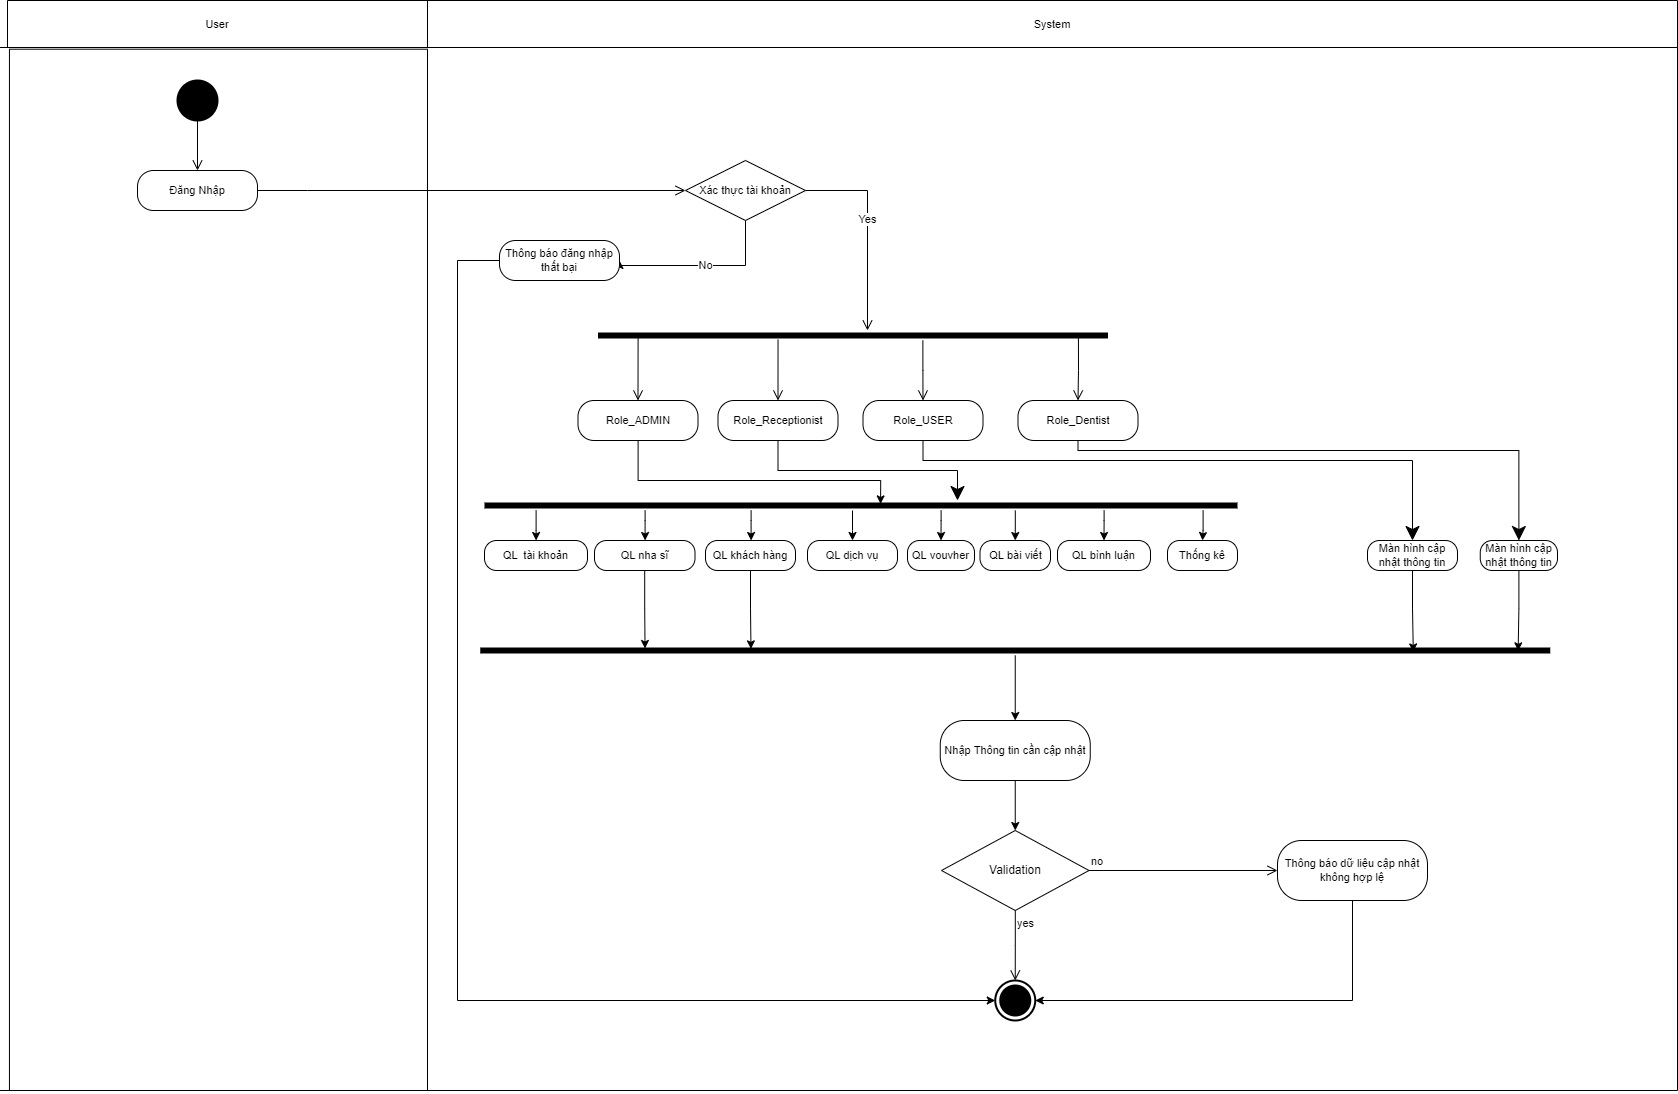 User
System
Đăng Nhập
Xác thực tài khoản
Yes
Thông báo đăng nhập
thất bại
No
Role_ADMIN
Role_Receptionist
Role_USER
Role_Dentist
QL tài khoản
QL nha sĩ
QL khách hàng
QL dịch vụ
QL vouvher
QL bài viết
QL bình luận
Thống kê
Màn hình cập
nhật thông tin
Màn hình cập
nhật thông tin
Nhập Thông tin cần cập nhật
Validation
no
Thông báo dữ liệu cập nhật
không hợp lệ
yes